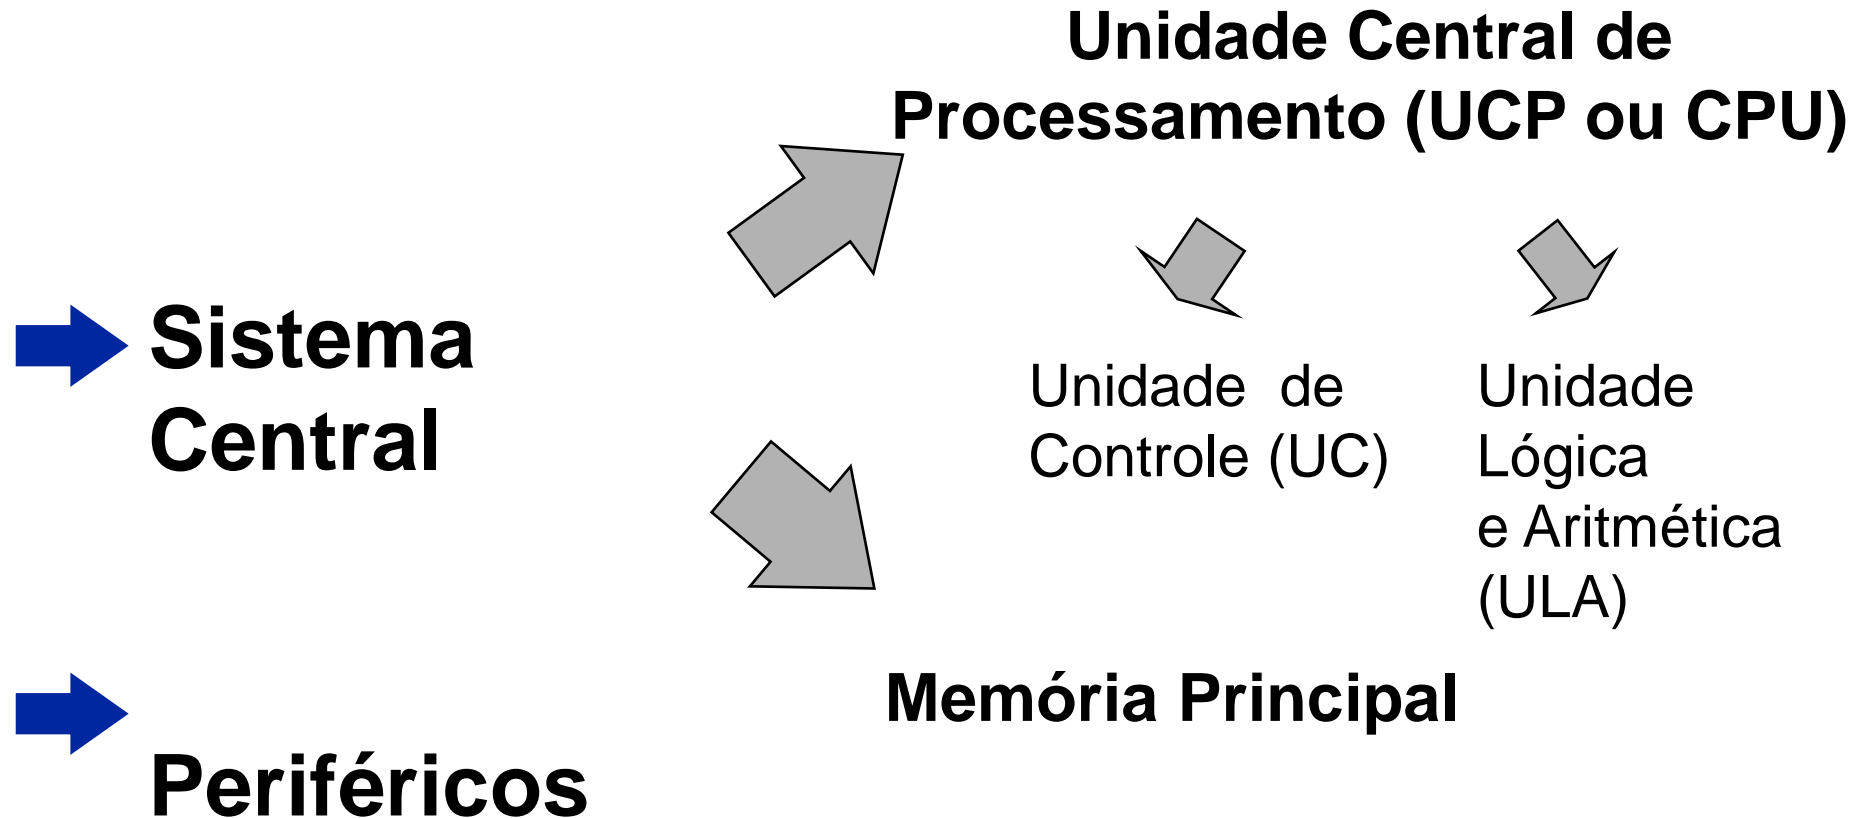 Unidade Central de
Processamento (UCP ou CPU)
Sistema
Central
Unidade de
Controle (UC)
Unidade
Lógica
e Aritmética
(ULA)
Memória Principal
Periféricos